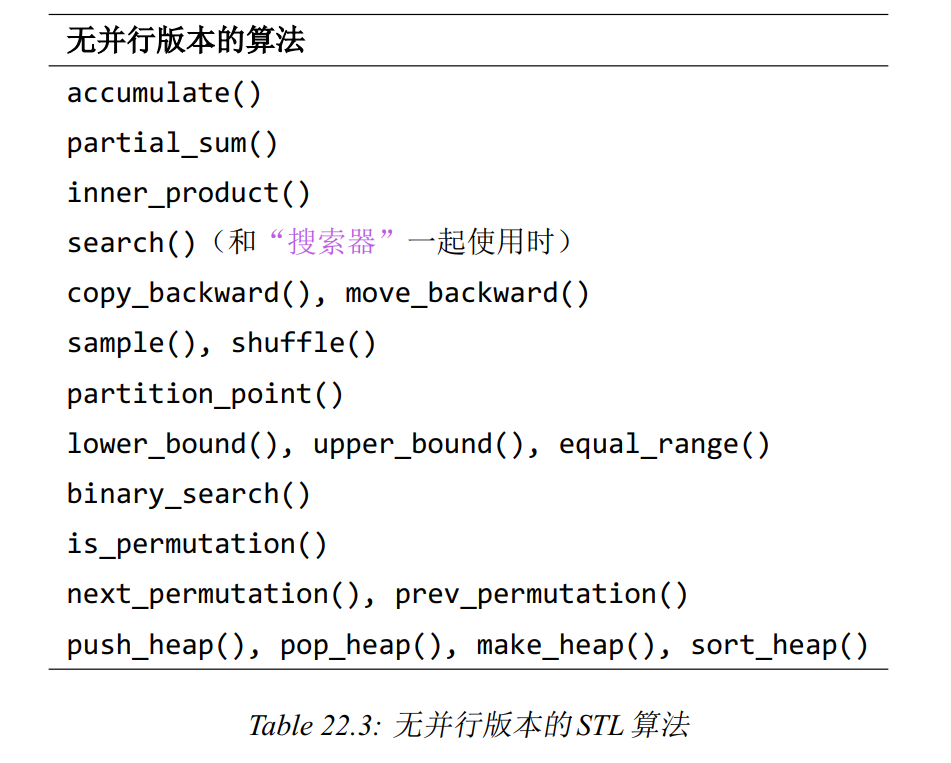 无并行版本的算法
accumulate()
partial_sum()
inner_product()
search()（和“搜索器”一起使用时）
copy_backward(), move_backward()
sample(), shuffle()
partition_point()
lower_bound(), upper_bound(), equal_range()
binary_search()
is_permutation()
next_permutation(), prev_permutation()
push_heap(), pop_heap(), make_heap(), sort_heap()
Table 22.3: 无并行版本的STL 算法